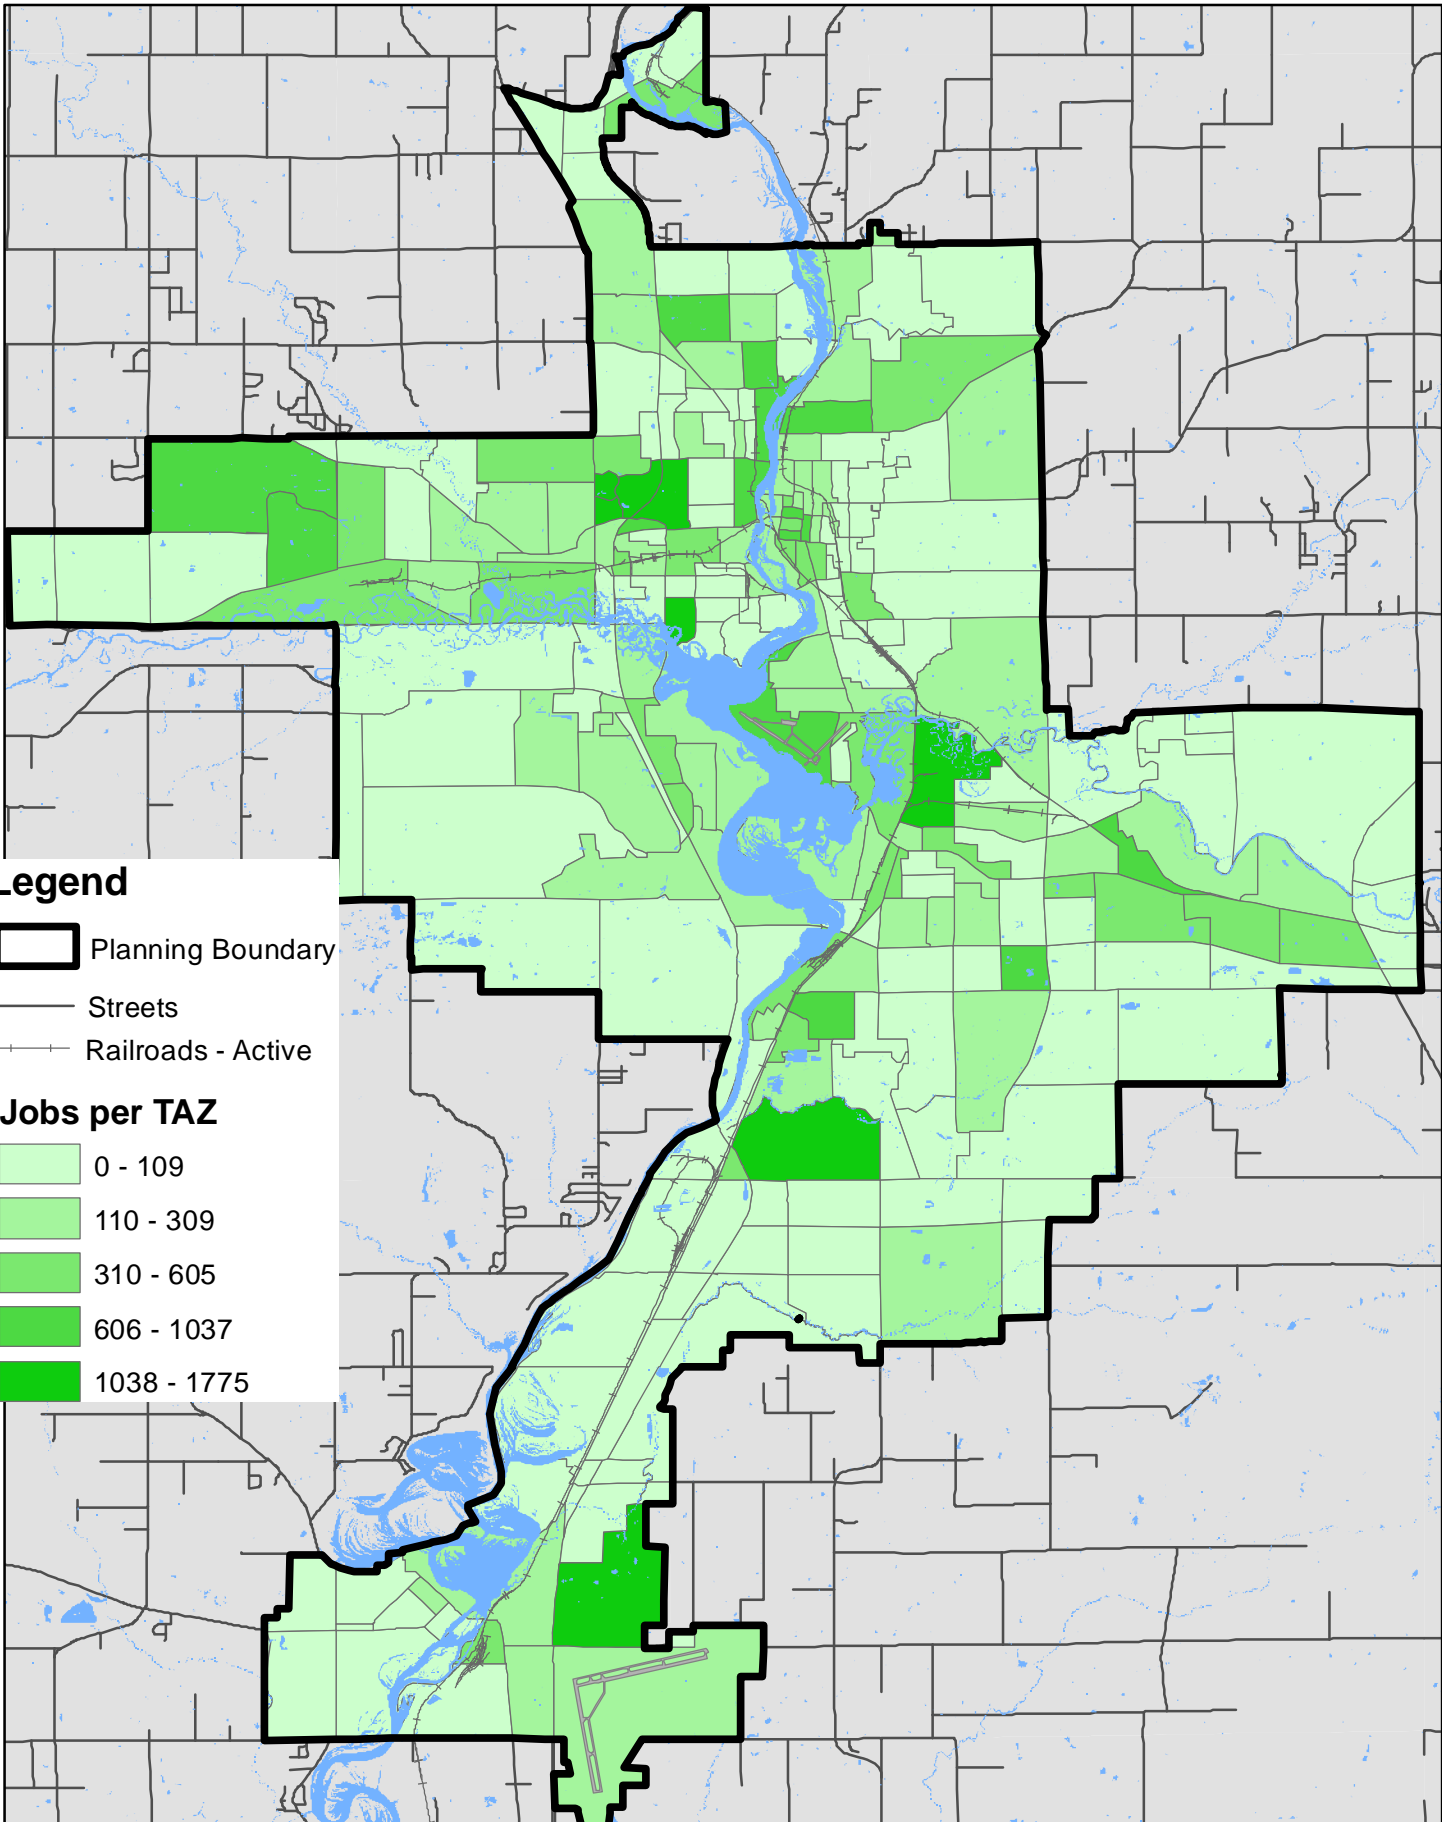 Legend
Planning Boundary
Streets
Railroads - Active
Jobs per TAZ
0 - 109
110 - 309
310 - 605
606 - 1037
1038 - 1775